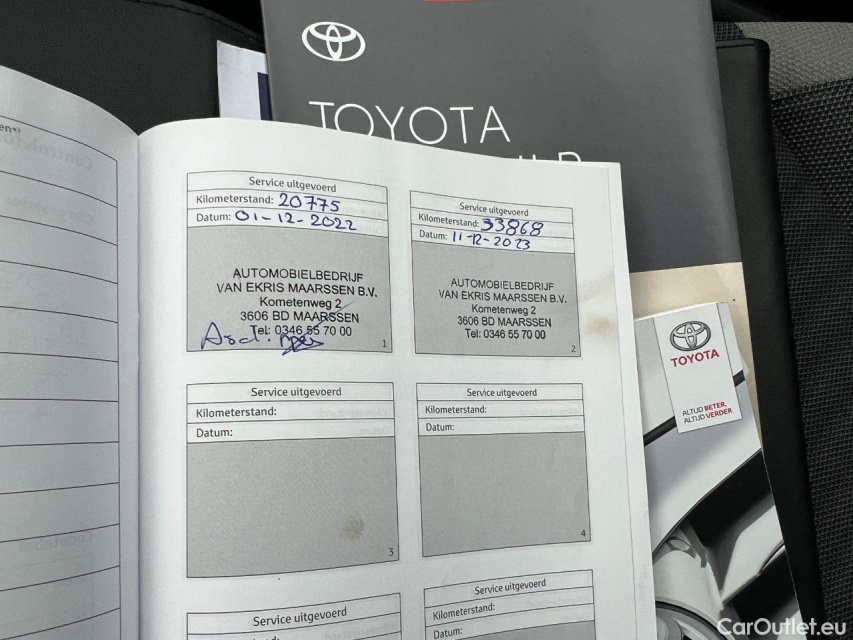 TOYOTA
Service uitgevoerd
Kilometerstand: 20775
Datum: 01-12-2022
AUTOMOBIELBEDRIJF
VAN EKRIS MAARSSEN B.V.
Kometenweg 2
3606 BD MAARSSEN
Tel: 0346 55 70 00
1
Service uitgevoerd
Kilometerstand: 33868
Datum: 11-12-2023
AUTOMOBIELBEDRIJF
VAN EKRIS MAARSSEN B.V.
Kometenweg 2
3606 BD MAARSSEN
Tel: 0346 55 70 00
2
Service uitgevoerd
Kilometerstand:
Datum:
3
Service uitgevoerd
Kilometerstand:
Datum:
4
Service uitgevoerd
Service uitgevoerd
Kilometerstand:
Datum:
TOYOTA
ALTIJD BETER,
ALTIJD VERDER
CarOutlet.eu